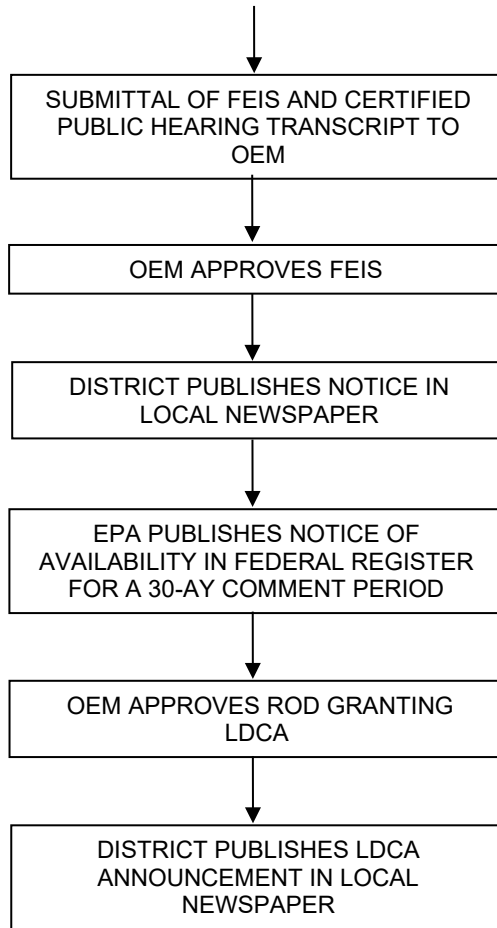 SUBMITTAL OF FEIS AND CERTIFIED
PUBLIC HEARING TRANSCRIPT TO
OEM
OEM APPROVES FEIS
DISTRICT PUBLISHES NOTICE IN
LOCAL NEWSPAPER
EPA PUBLISHES NOTICE OF
AVAILABILITY IN FEDERAL REGISTER
FOR A 30-AY COMMENT PERIOD
OEM APPROVES ROD GRANTING
LDCA
DISTRICT PUBLISHES LDCA
ANNOUNCEMENT IN LOCAL
NEWSPAPER